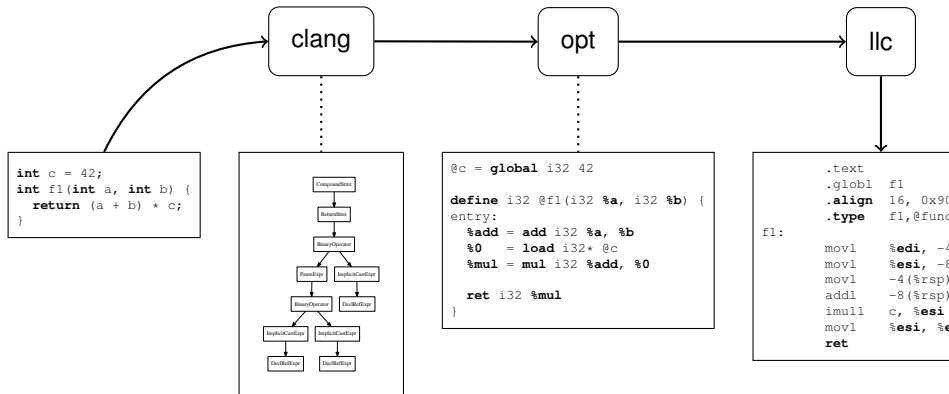 clang
opt
llc
int c = 42;
int f1(int a, int b) {
  return (a + b) * c;
}
CompoundStmt
ReturnStmt
BinaryOperator
ParenExpr ImplicitCastExpr
BinaryOperator DeclRefExpr
ImplicitCastExpr ImplicitCastExpr
DeclRefExpr DeclRefExpr
@c = global i32 42
define i32 @f1(i32 %a, i32 %b) {
entry:
  %add = add i32 %a, %b
  %0   = load i32* @c
  %mul = mul i32 %add, %0
  ret i32 %mul
}
.text
.globl  f1
.align  16, 0x90
.type   f1,@func
f1:
movl    %edi, -4
movl    %esi, -8
movl    -4(%rsp)
addl    -8(%rsp)
imull   c, %esi
movl    %esi, %e
ret